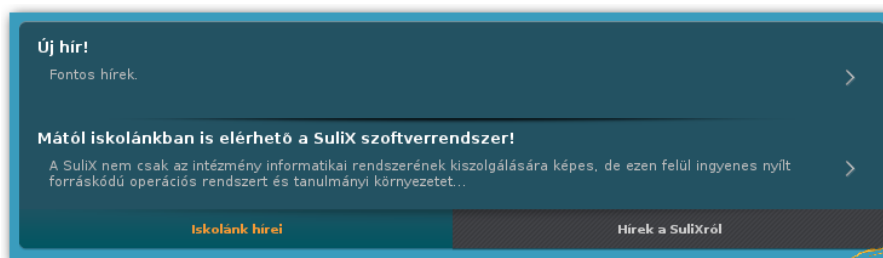 Új hír!
Fontos hírek.
Mától iskolánkban is elérhető a SuliX szoftverrendszer!
A SuliX nem csak az intézmény informatikai rendszerének kiszolgálására képes, de ezen felül ingyenes nyílt
forráskódú operációs rendszert és tanulmányi környezetet...
Iskolánk hírei
Hírek a SuliXról